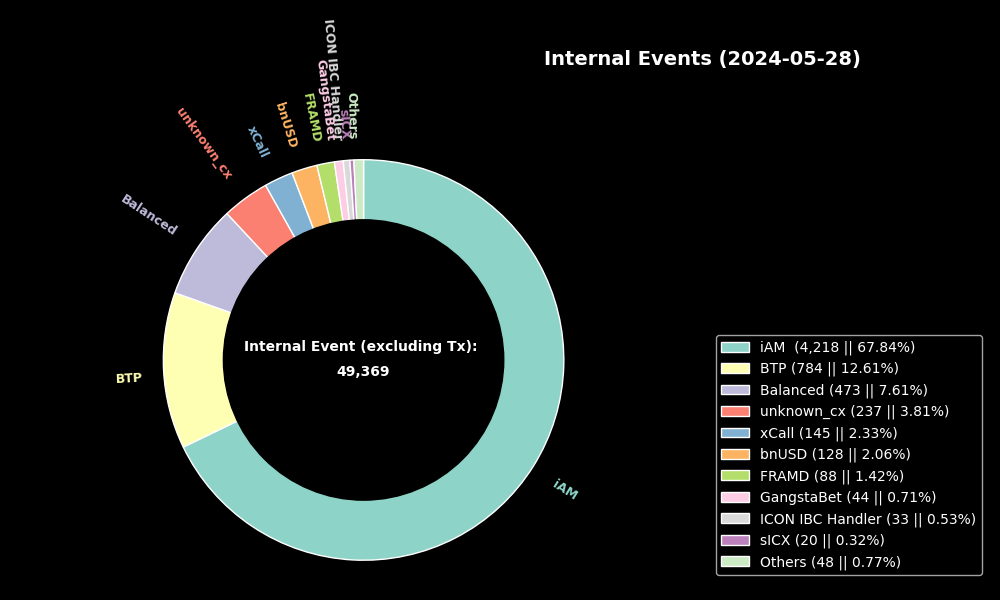 Internal Events (2024-05-28)
ICON IBC Handler
GangstaBet
Others
sICX
FRAMD
bnUSD
xCall
unknown_cx
Balanced
BTP
iAM
Internal Event (excluding Tx):
49,369
iAM  (4,218 || 67.84%)
BTP (784 || 12.61%)
Balanced (473 || 7.61%)
unknown_cx (237 || 3.81%)
xCall (145 || 2.33%)
bnUSD (128 || 2.06%)
FRAMD (88 || 1.42%)
GangstaBet (44 || 0.71%)
ICON IBC Handler (33 || 0.53%)
sICX (20 || 0.32%)
Others (48 || 0.77%)